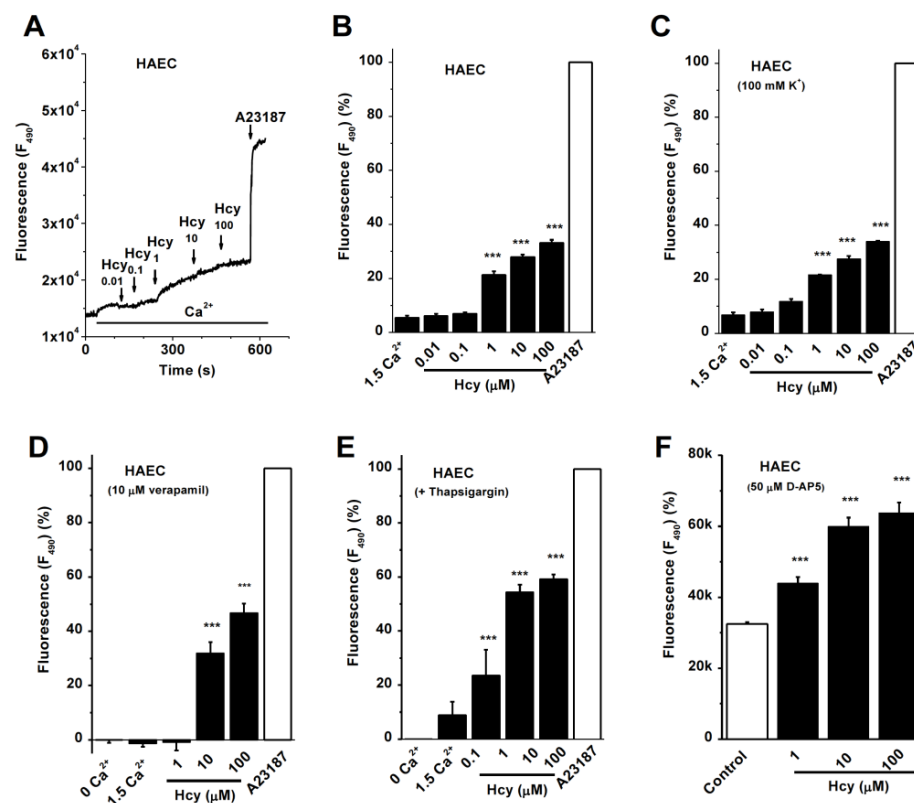 A
HAEC
Fluorescence (F490)
6x10⁴
5x10⁴
4x10⁴
3x10⁴
2x10⁴
1x10⁴
A23187
Hcy 0.01
Hcy 0.1
Hcy 1
Hcy 10
Hcy 100
Ca²⁺
0 300 600
Time (s)
B
HAEC
Fluorescence (F490) (%)
100
80
60
40
20
0
*** *** ***
1.5 Ca²⁺ 0.01 0.1 1 10 100 A23187
Hcy (μM)
C
HAEC
(100 mM K⁺)
Fluorescence (F490) (%)
100
80
60
40
20
0
*** *** ***
1.5 Ca²⁺ 0.01 0.1 1 10 100 A23187
Hcy (μM)
D
HAEC
(10 μM verapamil)
Fluorescence (F490) (%)
100
80
60
40
20
0
*** ***
0 Ca²⁺ 1.5 Ca²⁺ 1 10 100 A23187
Hcy (μM)
E
HAEC
(+ Thapsigargin)
Fluorescence (F490) (%)
100
80
60
40
20
0
*** *** ***
0 Ca²⁺ 1.5 Ca²⁺ 0.1 1 10 100 A23187
Hcy (μM)
F
HAEC
(50 μM D-AP5)
Fluorescence (F490) (%)
80k
60k
40k
20k
0
*** *** ***
Control 1 10 100
Hcy (μM)